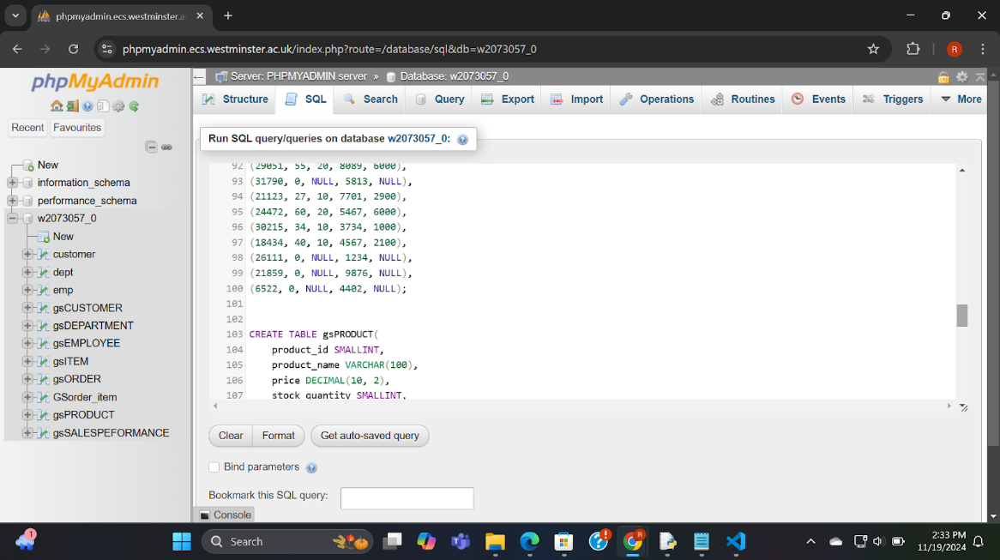 phpmyadmin.ecs.westminster.a
phpmyadmin.ecs.westminster.ac.uk/index.php?route=/database/sql&db=w2073057_0
R
phpMyAdmin
Recent
Favourites
New
information_schema
performance_schema
w2073057_0
New
customer
dept
emp
gsCUSTOMER
gsDEPARTMENT
gsEMPLOYEE
gsITEM
gsORDER
GSorder_item
gsPRODUCT
gsSALESPEFORMANCE
Server: PHPMYADMIN server » Database: w2073057_0
Structure SQL Search Query Export Import Operations Routines Events Triggers More
Run SQL query/queries on database w2073057_0:
92 (29051, 55, 20, 8089, 6000),
93 (31790, 0, NULL, 5813, NULL),
94 (21123, 27, 10, 7701, 2900),
95 (24472, 60, 20, 5467, 6000),
96 (30215, 34, 10, 3734, 1000),
97 (18434, 40, 10, 4567, 2100),
98 (26111, 0, NULL, 1234, NULL),
99 (21859, 0, NULL, 9876, NULL),
100 (6522, 0, NULL, 4402, NULL);
101
102
103 CREATE TABLE gsPRODUCT(
104 product_id SMALLINT,
105 product_name VARCHAR(100),
106 price DECIMAL(10, 2),
107 stock_quantity SMALLINT,
Clear Format Get auto-saved query
Bind parameters
Bookmark this SQL query:
Console
1
Search
R
2:33 PM
11/19/2024